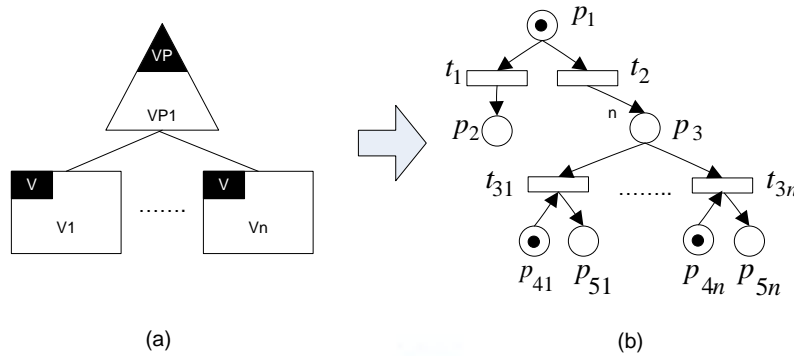 VP
VP1
V
V1
.......
V
Vn
(a)
p1
t1
t2
n
p2
p3
t31
........
t3n
p41
p51
p4n
p5n
(b)